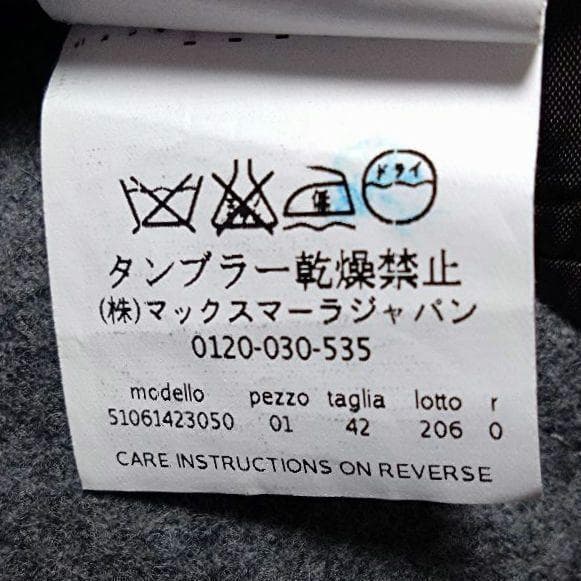 ドライ
低
タンブラー乾燥禁止
(株)マックスマーラジャパン
0120-030-535
modello pezzo taglia lotto r
51061423050 01 42 206 0
CARE INSTRUCTIONS ON REVERSE